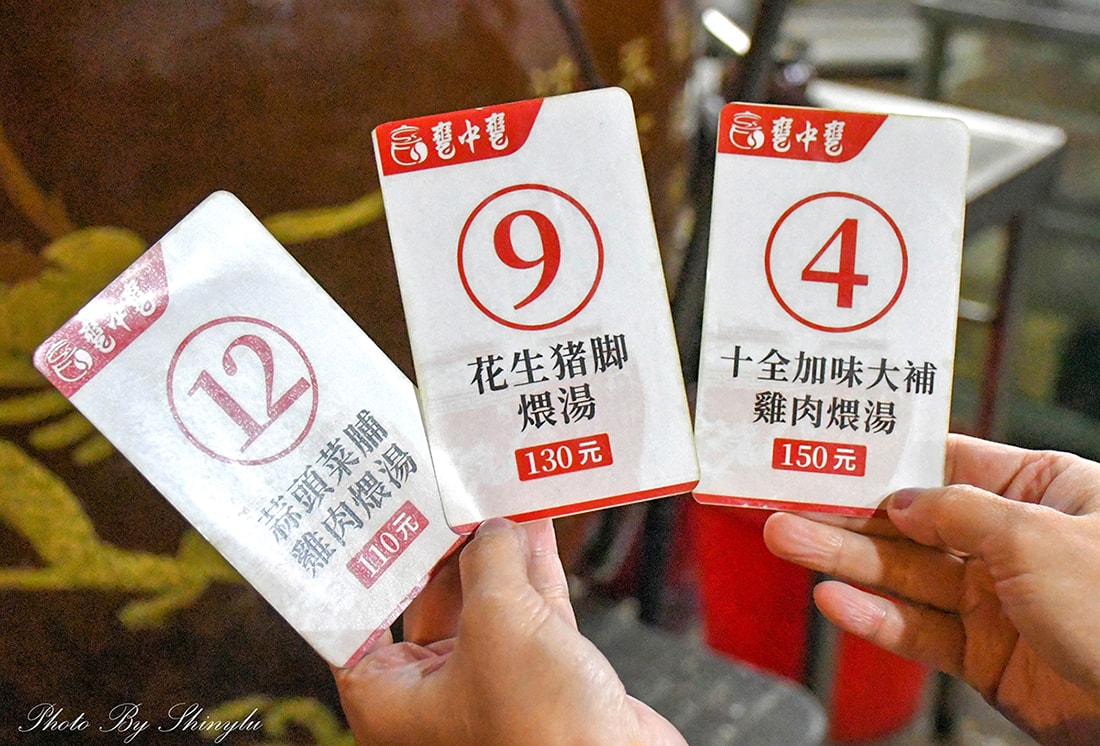 甕中甕
12
蒜頭菜脯
雞肉煨湯
110元
甕中甕
9
花生豬脚
煨湯
130元
甕中甕
4
十全加味大補
雞肉煨湯
150元
Photo By Shinylu